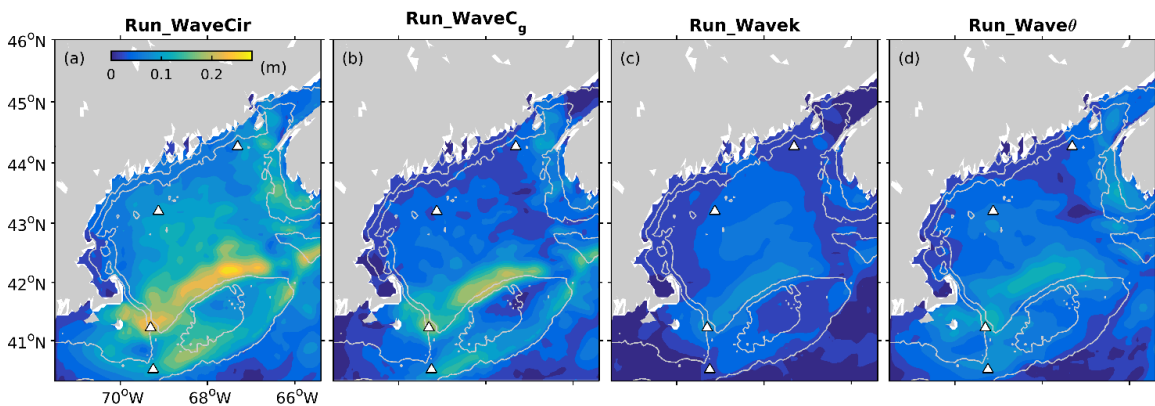 Run_WaveCir
Run_WaveC_g
Run_Wavek
Run_Waveθ
46°N
45°N
44°N
43°N
42°N
41°N
(a)
0 0.1 0.2 (m)
(b)
(c)
(d)
70°W 68°W 66°W